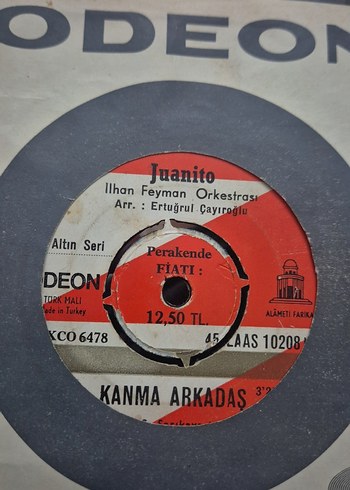 ODEON
Juanito
İlhan Feyman Orkestrası
Arr. : Ertuğrul Çayıroğlu
Altın Seri
Perakende
FİATI :
DEON
TÜRK MALI
ade in Turkey
ALÂMETİ FARİKA
12,50 TL.
XCO 6478
45 LAAS 10208
KANMA ARKADAŞ